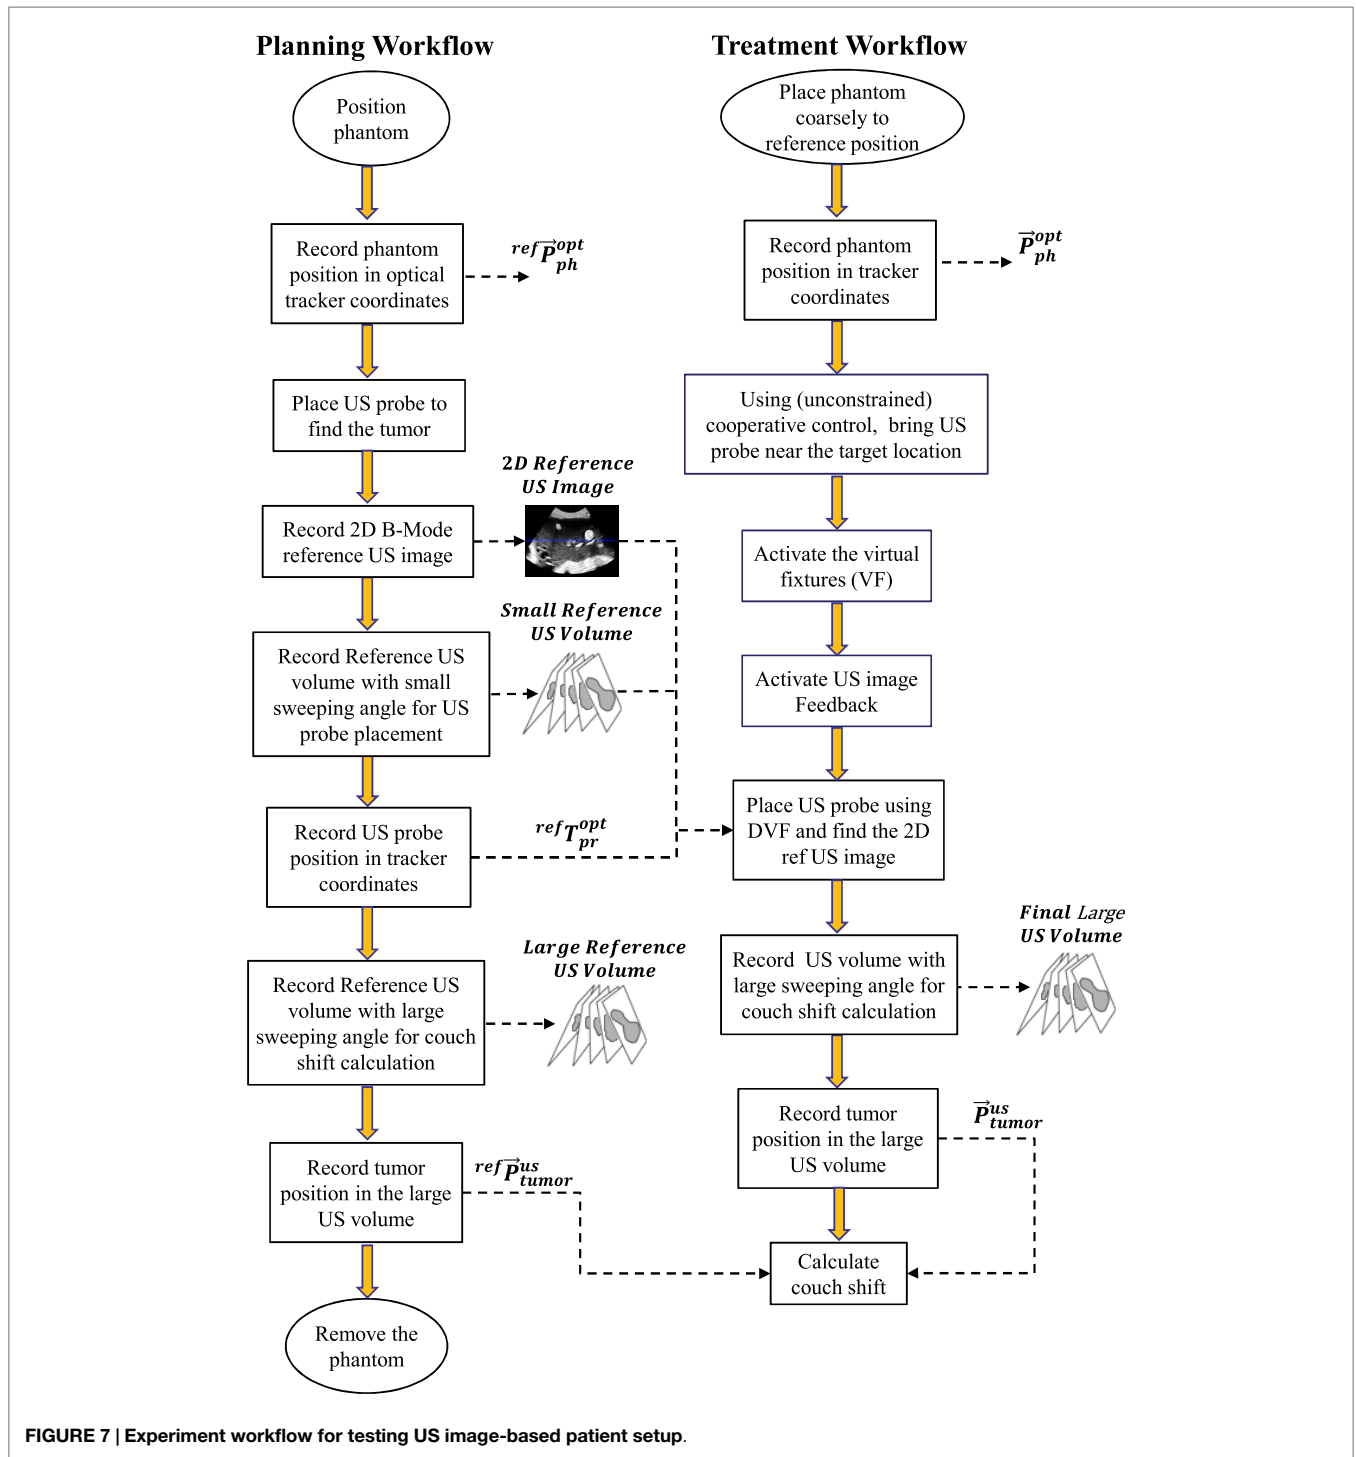 Planning Workflow
Position
phantom
Record phantom
position in optical
tracker coordinates
ref P⃗ opt ph
Place US probe to
find the tumor
Record 2D B-Mode
reference US image
2D Reference
US Image
Record Reference US
volume with small
sweeping angle for US
probe placement
Small Reference
US Volume
Record US probe
position in tracker
coordinates
ref T opt pr
Record Reference US
volume with large
sweeping angle for couch
shift calculation
Large Reference
US Volume
Record tumor
position in the large
US volume
ref P⃗ us tumor
Remove the
phantom
Treatment Workflow
Place phantom
coarsely to
reference position
Record phantom
position in tracker
coordinates
P⃗ opt ph
Using (unconstrained)
cooperative control, bring US
probe near the target location
Activate the virtual
fixtures (VF)
Activate US image
Feedback
Place US probe using
DVF and find the 2D
ref US image
Record US volume with
large sweeping angle for
couch shift calculation
Final Large
US Volume
Record tumor
position in the large
US volume
P⃗ us tumor
Calculate
couch shift
FIGURE 7 | Experiment workflow for testing US image-based patient setup.